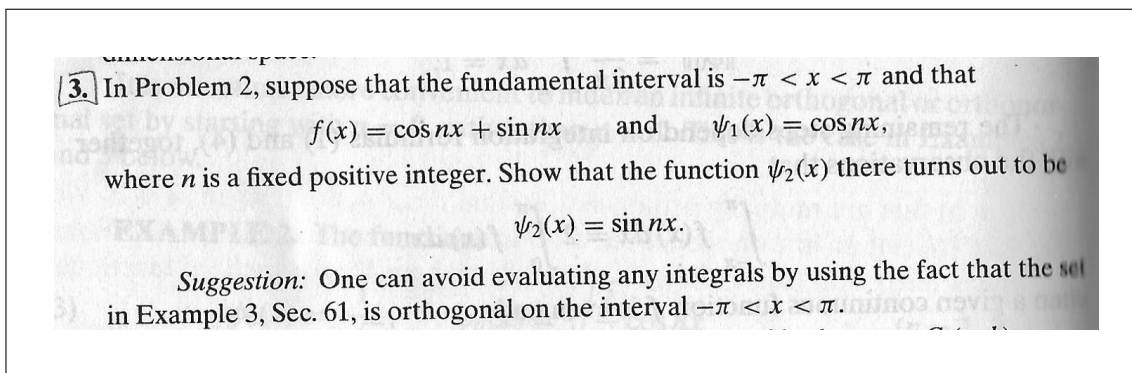 3. In Problem 2, suppose that the fundamental interval is −π < x < π and that
f(x) = cos nx + sin nx and ψ₁(x) = cos nx,
where n is a fixed positive integer. Show that the function ψ₂(x) there turns out to be
ψ₂(x) = sin nx.
Suggestion: One can avoid evaluating any integrals by using the fact that the set
in Example 3, Sec. 61, is orthogonal on the interval −π < x < π.